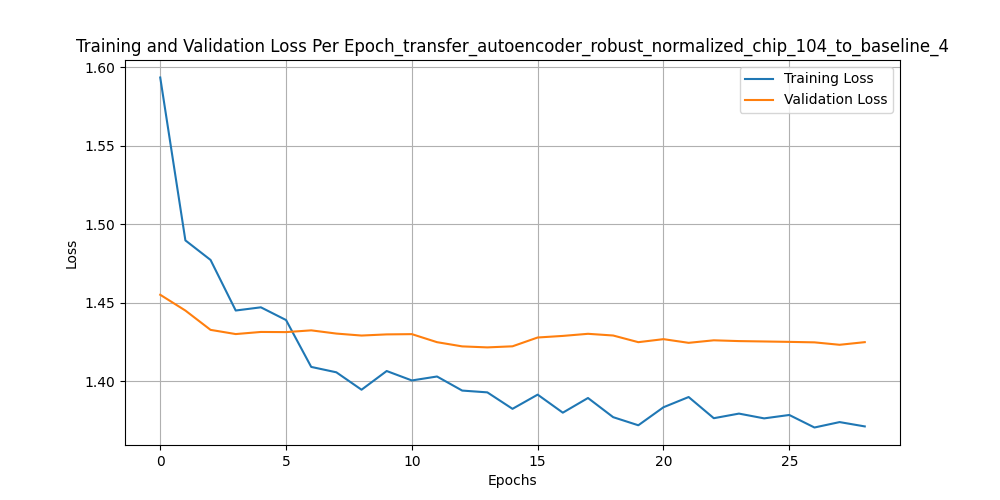 Training and Validation Loss Per Epoch_transfer_autoencoder_robust_normalized_chip_104_to_baseline_4
Training Loss
Validation Loss
1.60
1.55
1.50
1.45
1.40
Loss
0 5 10 15 20 25
Epochs